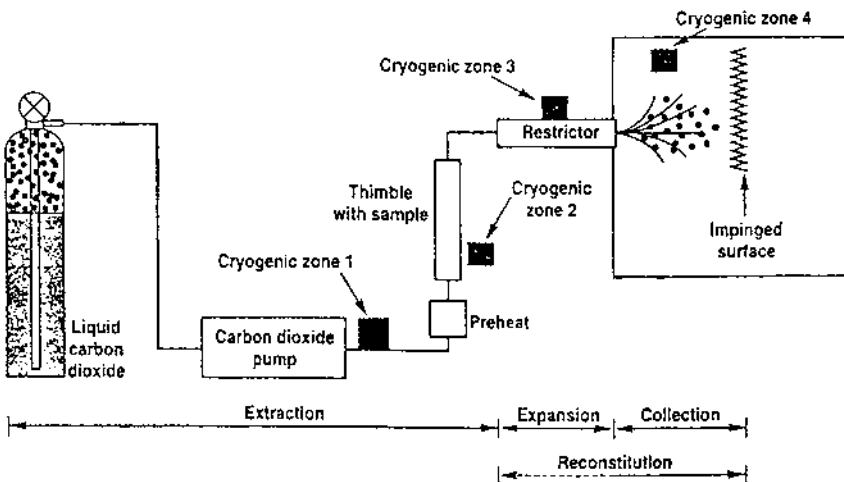 Cryogenic zone 4
Cryogenic zone 3
Restrictor
Thimble
with sample
Cryogenic
zone 2
Impinged
surface
Cryogenic zone 1
Preheat
Liquid
carbon
dioxide
Carbon dioxide
pump
Extraction
Expansion
Collection
Reconstitution